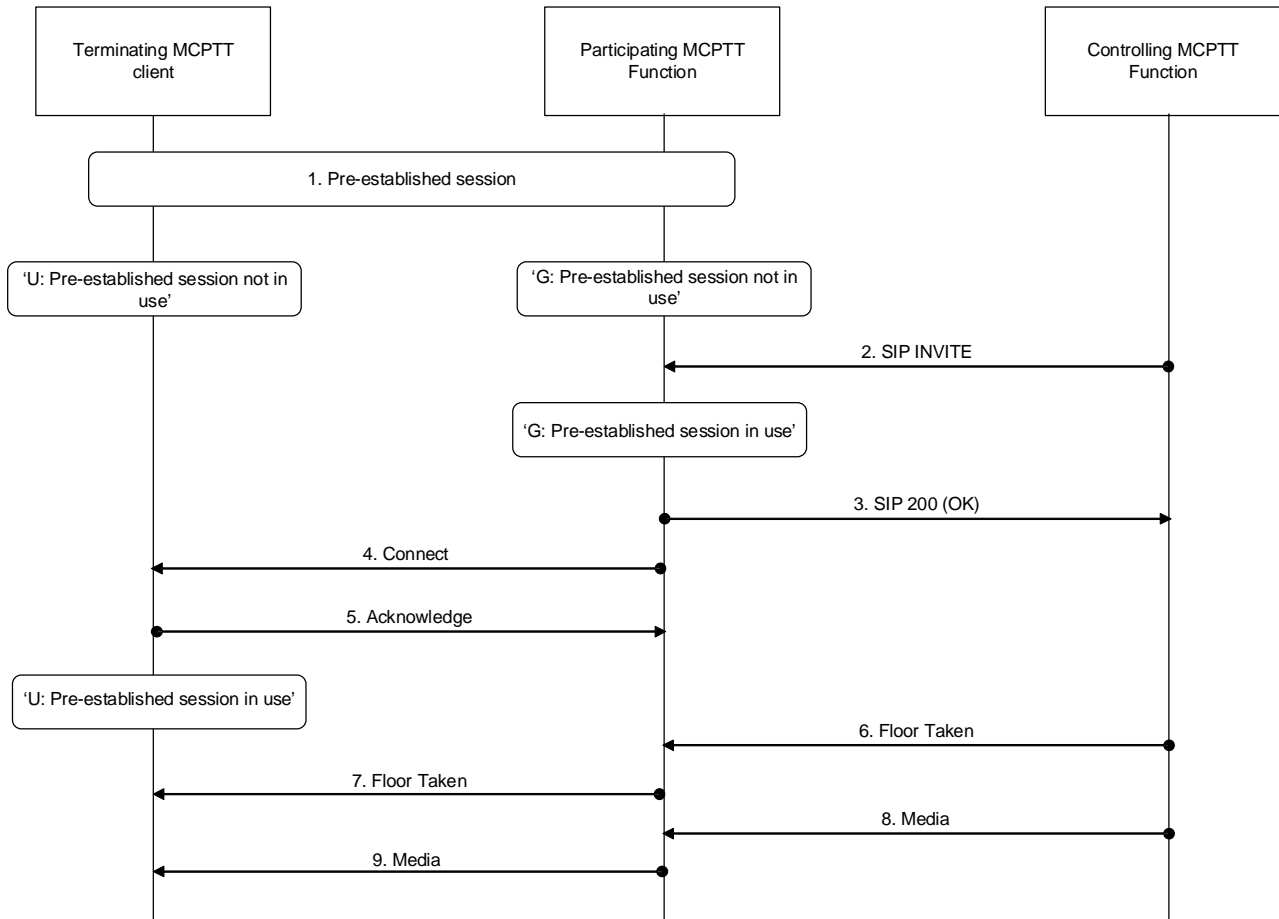 Terminating MCPTT
client
Participating MCPTT
Function
Controlling MCPTT
Function
1. Pre-established session
‘U: Pre-established session not in
use’
‘G: Pre-established session not in
use’
2. SIP INVITE
‘G: Pre-established session in use’
3. SIP 200 (OK)
4. Connect
5. Acknowledge
‘U: Pre-established session in use’
6. Floor Taken
7. Floor Taken
8. Media
9. Media